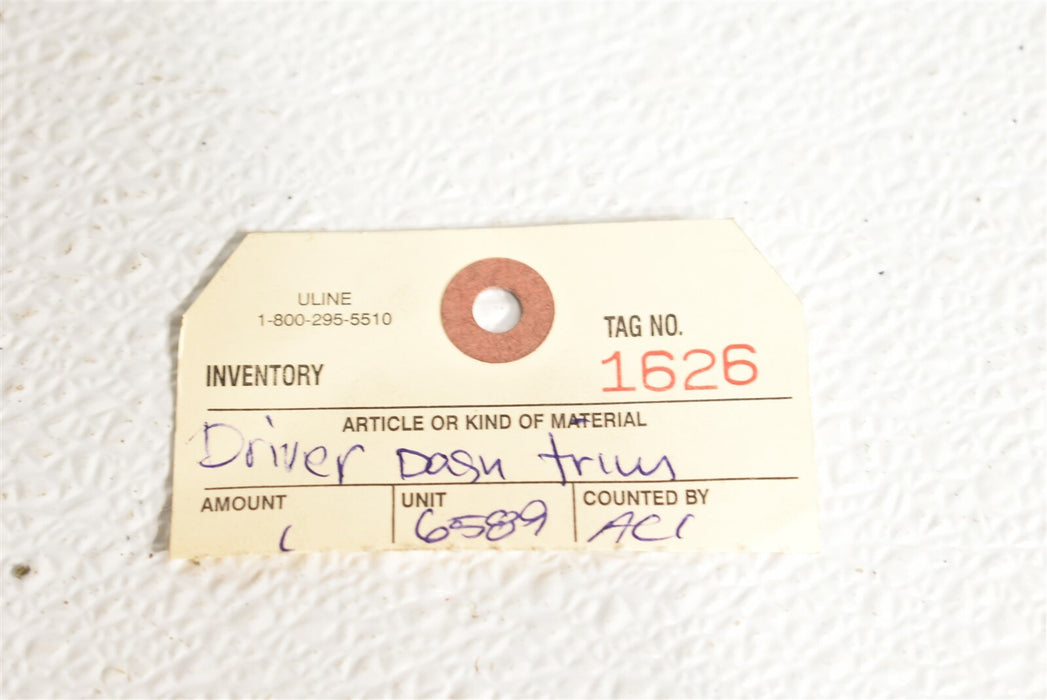 ULINE
1-800-295-5510
TAG NO.
1626
INVENTORY
ARTICLE OR KIND OF MATERIAL
Driver Dash trim
AMOUNT UNIT COUNTED BY
1 6589 ACI